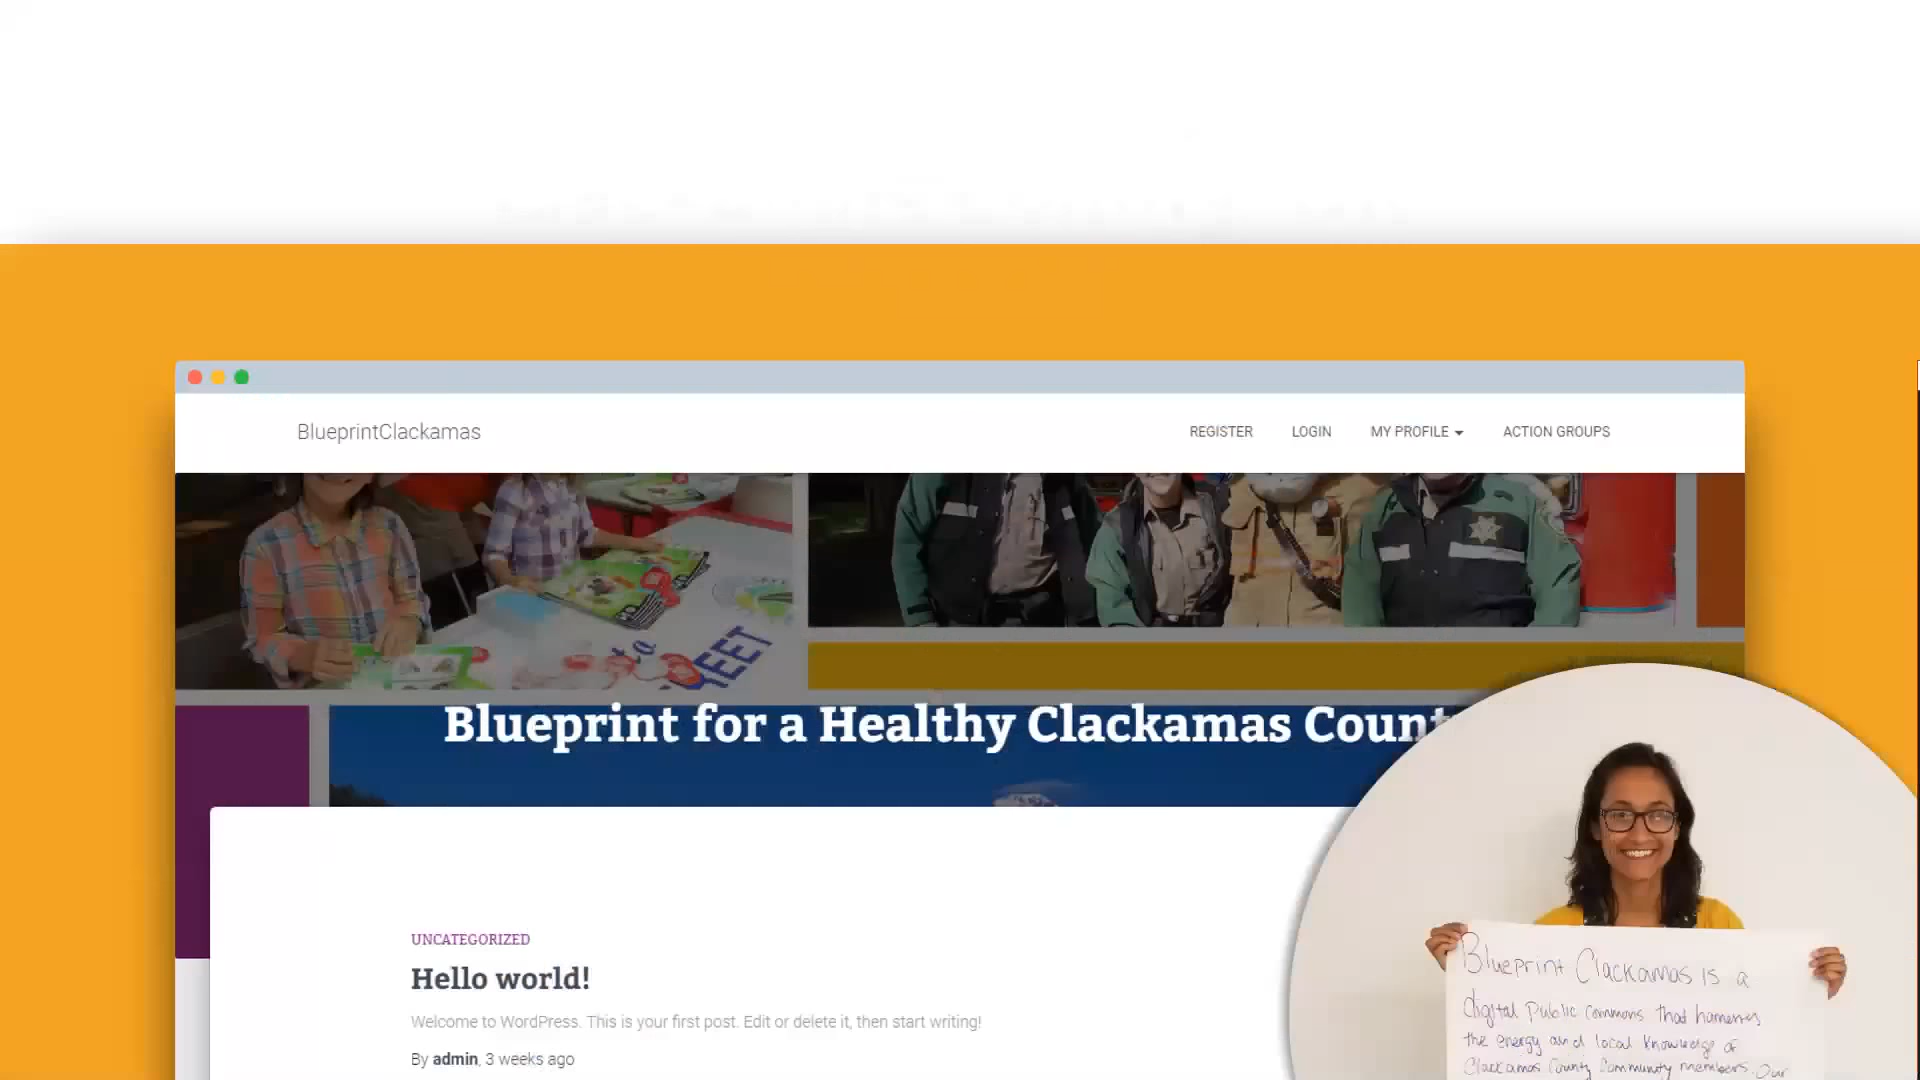 BlueprintClackamas
REGISTER LOGIN MY PROFILE ACTION GROUPS
Blueprint for a Healthy Clackamas Coun
UNCATEGORIZED
Hello world!
Welcome to WordPress. This is your first post. Edit or delete it, then start writing!
By admin, 3 weeks ago
Blueprint Clackamas is a
digital Public commons that harnesses
the energy and local knowledge of
Clackamas County Community members. Our